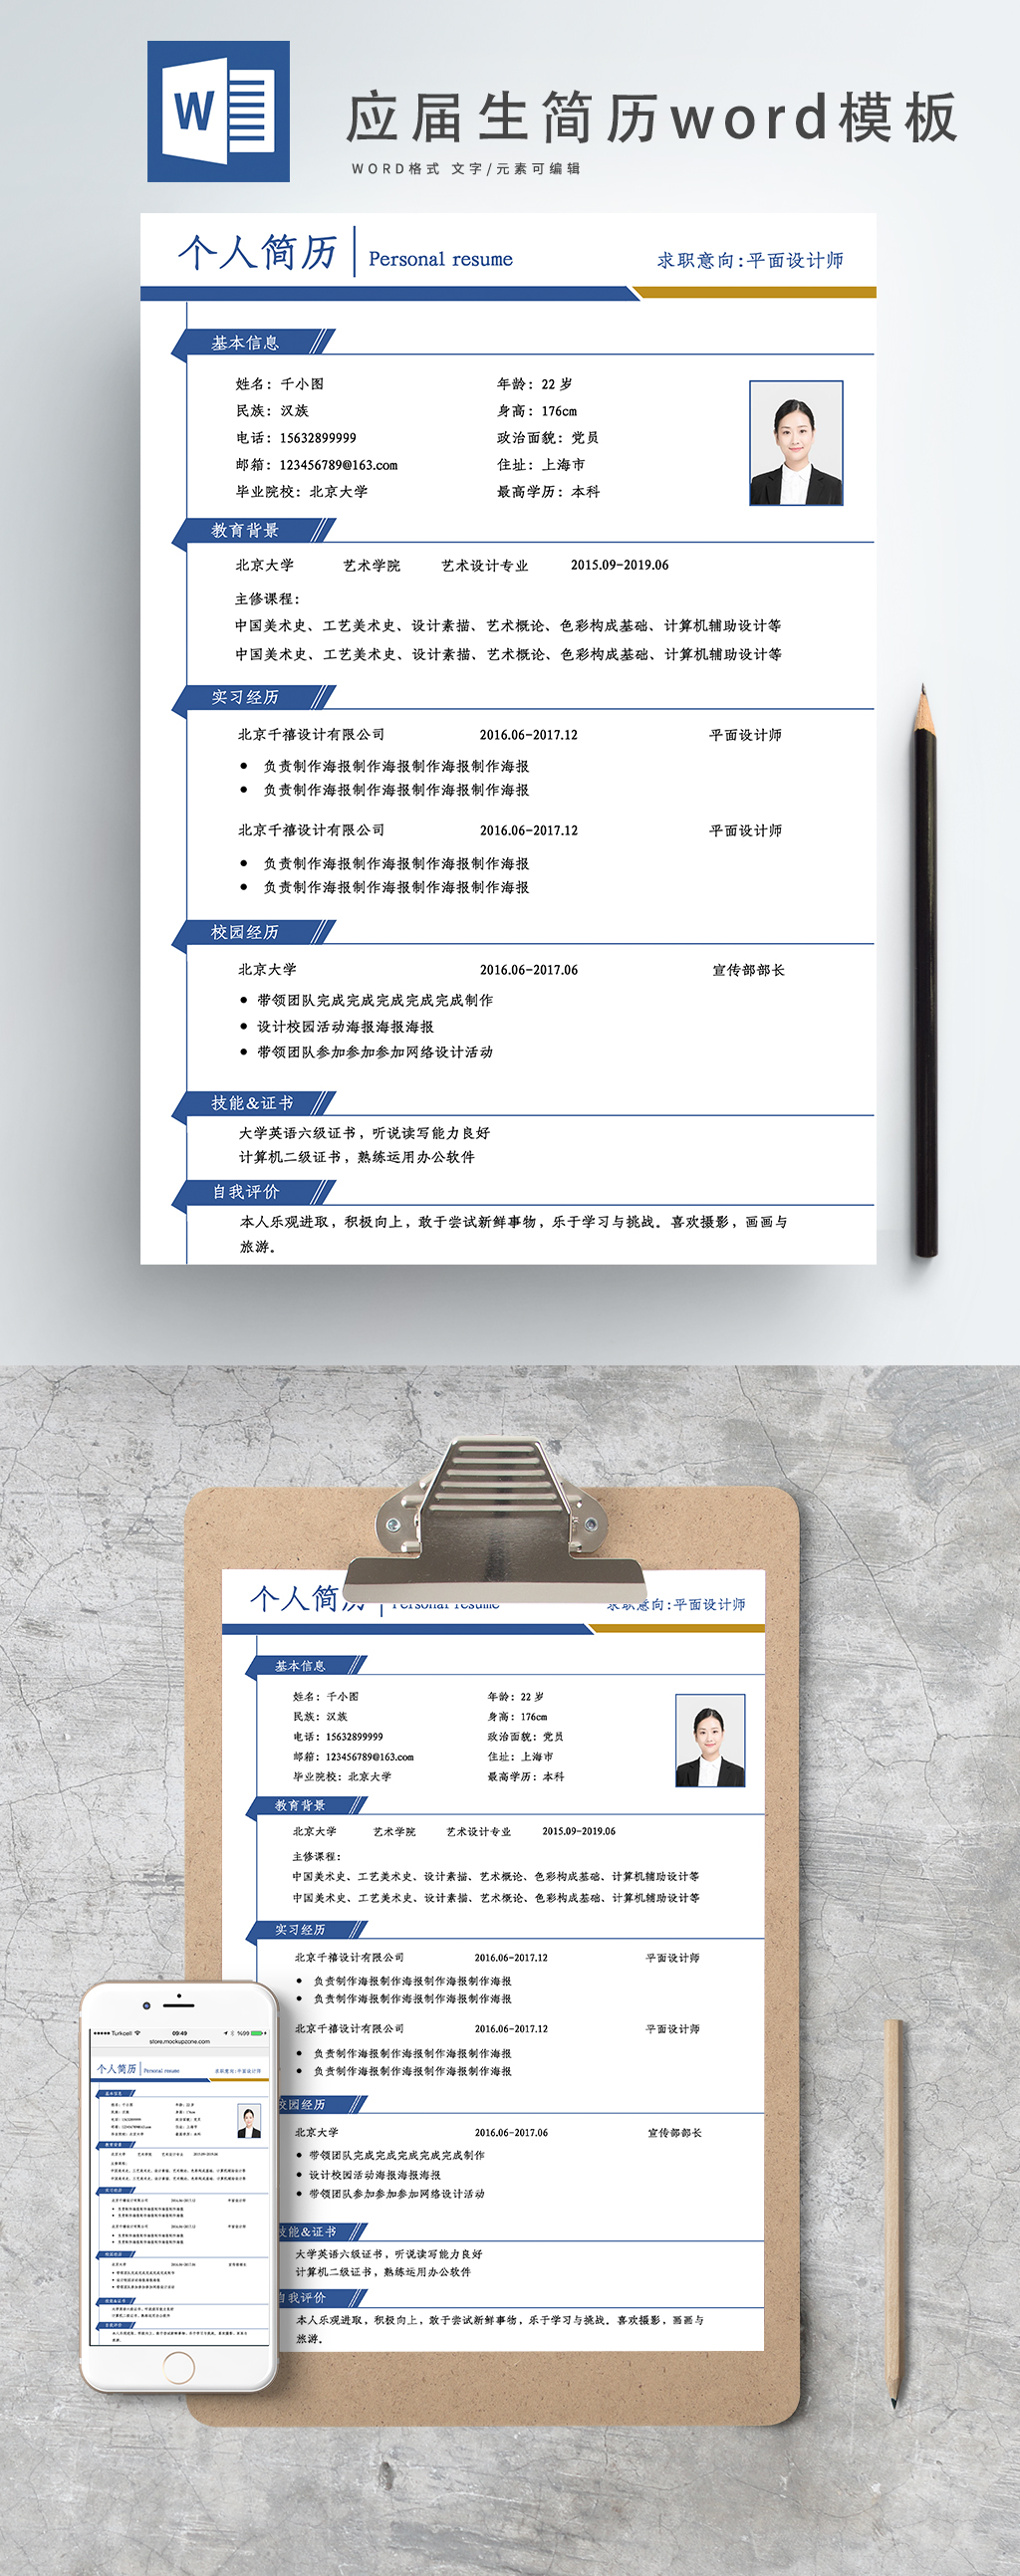 W
应届生简历word模板
WORD格式 文字/元素可编辑
个人简历 Personal resume 求职意向:平面设计师
基本信息
姓名：千小图 年龄：22 岁
民族：汉族 身高：176cm
电话：15632899999 政治面貌：党员
邮箱：123456789@163.com 住址：上海市
毕业院校：北京大学 最高学历：本科
教育背景
北京大学 艺术学院 艺术设计专业 2015.09-2019.06
主修课程：
中国美术史、工艺美术史、设计素描、艺术概论、色彩构成基础、计算机辅助设计等
中国美术史、工艺美术史、设计素描、艺术概论、色彩构成基础、计算机辅助设计等
实习经历
北京千禧设计有限公司 2016.06-2017.12 平面设计师
● 负责制作海报制作海报制作海报制作海报
● 负责制作海报制作海报制作海报制作海报
北京千禧设计有限公司 2016.06-2017.12 平面设计师
● 负责制作海报制作海报制作海报制作海报
● 负责制作海报制作海报制作海报制作海报
校园经历
北京大学 2016.06-2017.06 宣传部部长
● 带领团队完成完成完成完成完成制作
● 设计校园活动海报海报海报
● 带领团队参加参加参加网络设计活动
技能&证书
大学英语六级证书，听说读写能力良好
计算机二级证书，熟练运用办公软件
自我评价
本人乐观进取，积极向上，敢于尝试新鲜事物，乐于学习与挑战。喜欢摄影，画画与
旅游。
个人简历 Personal resume 求职意向:平面设计师
基本信息
姓名：千小图 年龄：22 岁
民族：汉族 身高：176cm
电话：15632899999 政治面貌：党员
邮箱：123456789@163.com 住址：上海市
毕业院校：北京大学 最高学历：本科
教育背景
北京大学 艺术学院 艺术设计专业 2015.09-2019.06
主修课程：
中国美术史、工艺美术史、设计素描、艺术概论、色彩构成基础、计算机辅助设计等
中国美术史、工艺美术史、设计素描、艺术概论、色彩构成基础、计算机辅助设计等
实习经历
北京千禧设计有限公司 2016.06-2017.12 平面设计师
● 负责制作海报制作海报制作海报制作海报
● 负责制作海报制作海报制作海报制作海报
北京千禧设计有限公司 2016.06-2017.12 平面设计师
● 负责制作海报制作海报制作海报制作海报
● 负责制作海报制作海报制作海报制作海报
校园经历
北京大学 2016.06-2017.06 宣传部部长
● 带领团队完成完成完成完成完成制作
● 设计校园活动海报海报海报
● 带领团队参加参加参加网络设计活动
技能&证书
大学英语六级证书，听说读写能力良好
计算机二级证书，熟练运用办公软件
自我评价
本人乐观进取，积极向上，敢于尝试新鲜事物，乐于学习与挑战。喜欢摄影，画画与
旅游。
Turkcell 09:49 %99
store.mockupzone.com
个人简历 Personal resume 求职意向:平面设计师